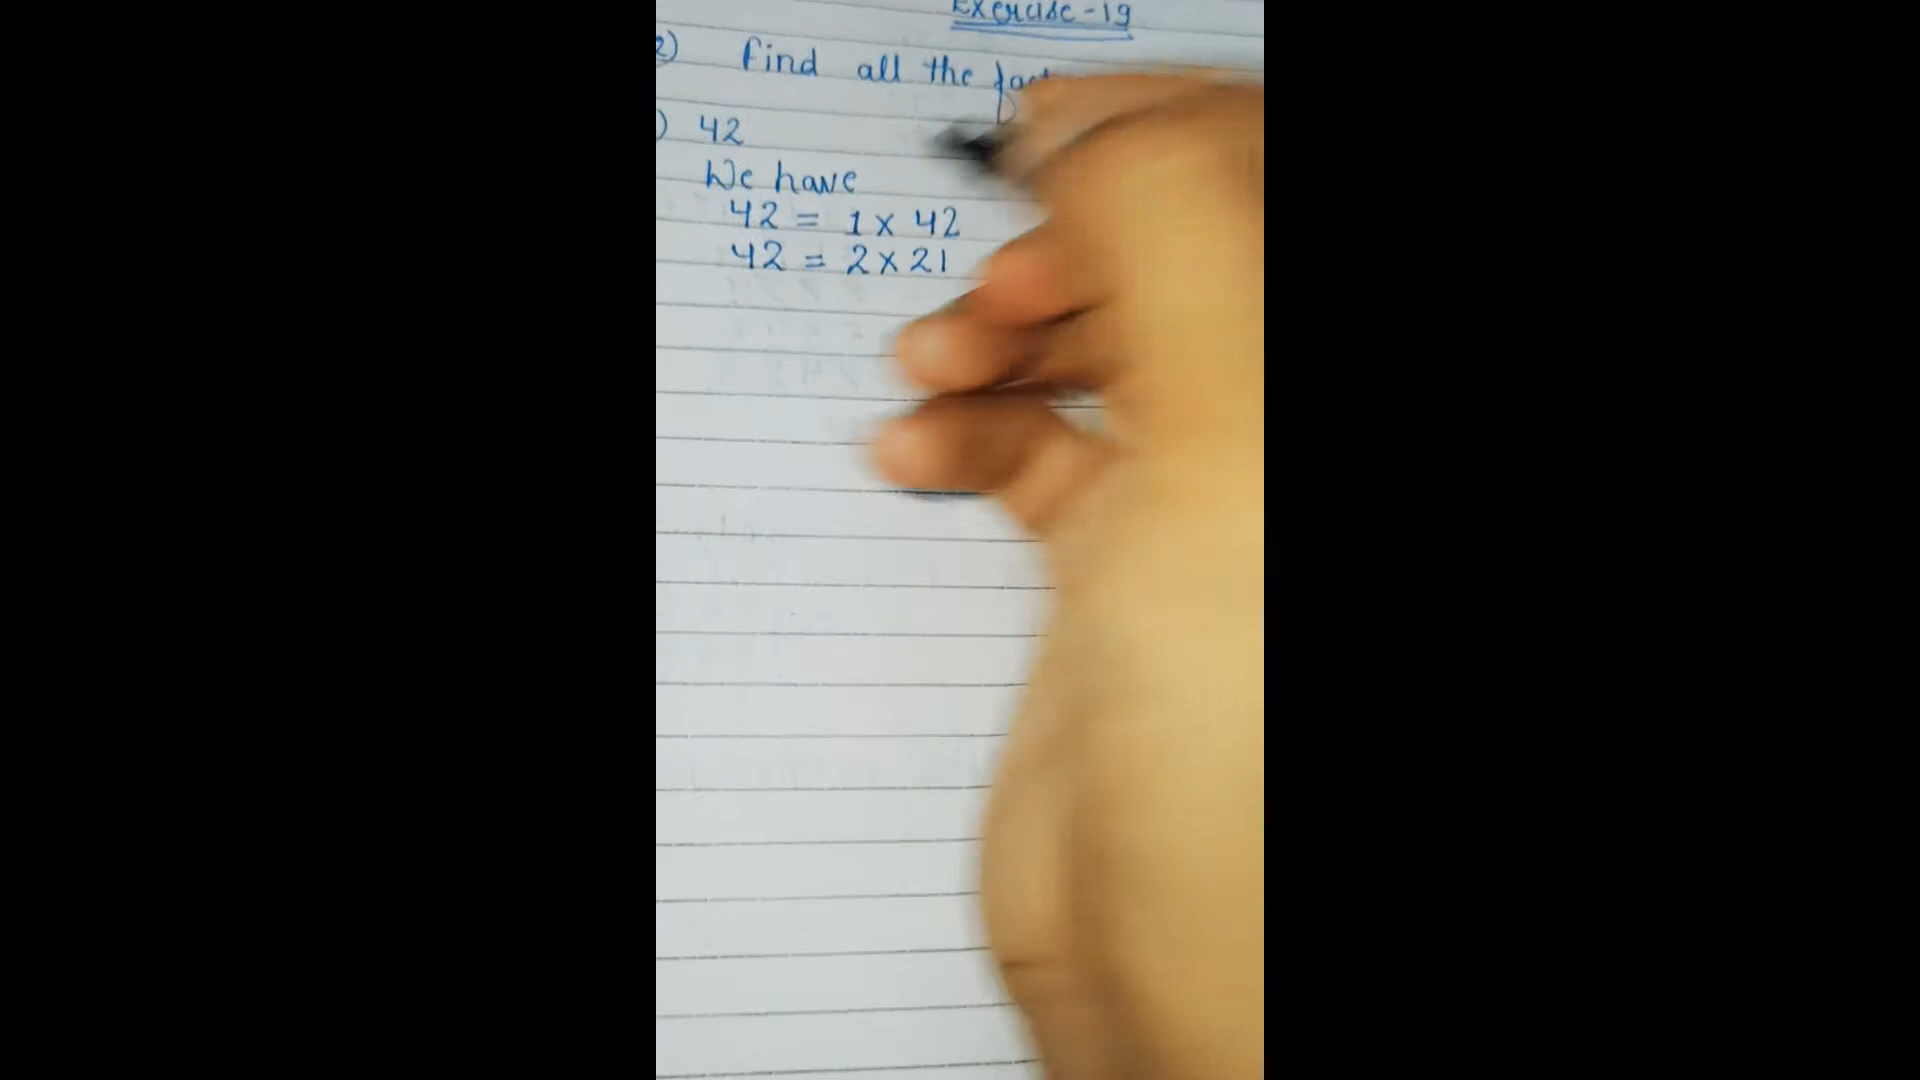 Exercise-19
2) Find all the
) 42
We have
42 = 1 x 42
42 = 2 x 21